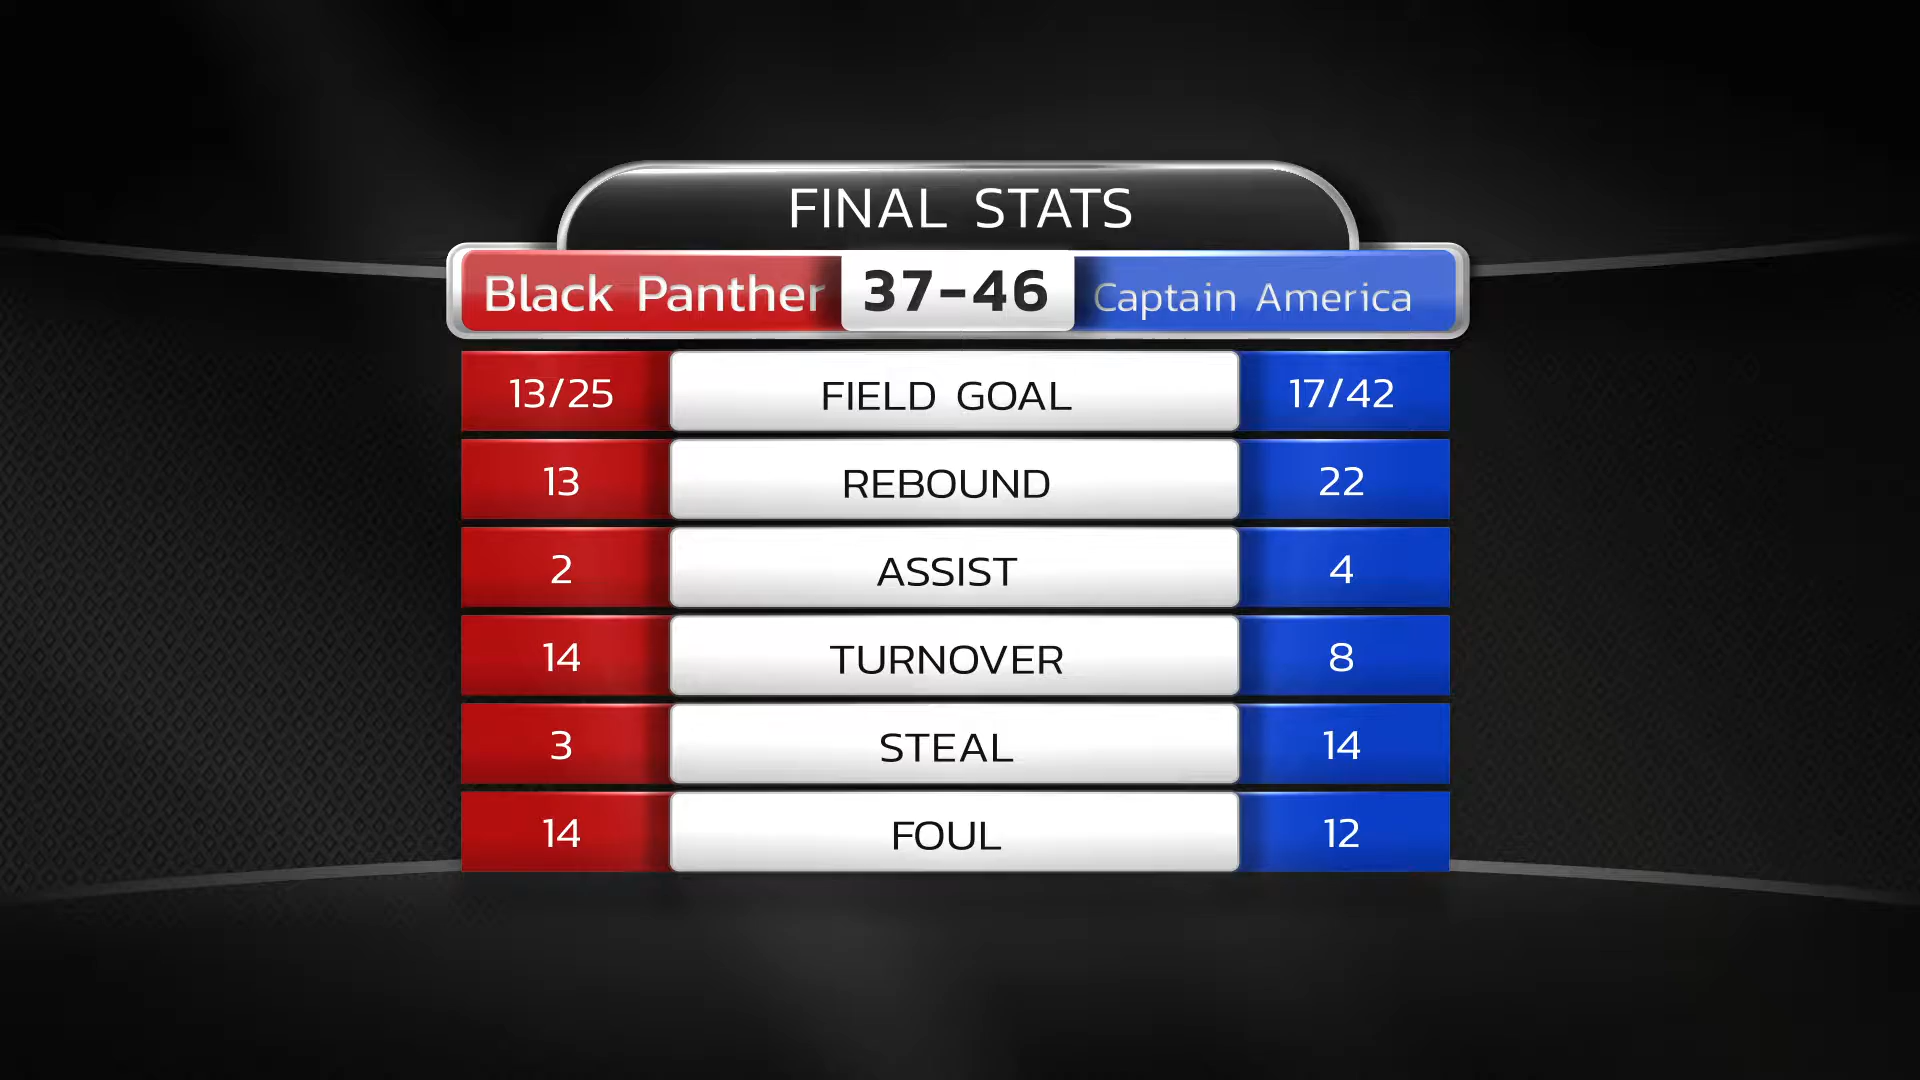 FINAL STATS
Black Panther 37-46 Captain America
13/25 FIELD GOAL 17/42
13 REBOUND 22
2 ASSIST 4
14 TURNOVER 8
3 STEAL 14
14 FOUL 12